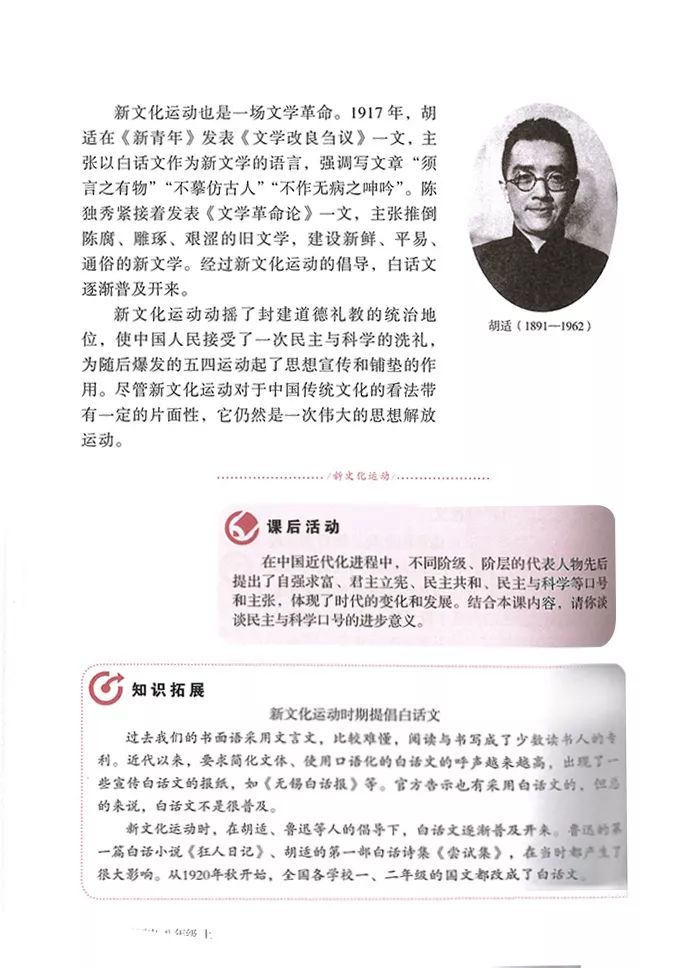 新文化运动也是一场文学革命。1917 年，胡
适在《新青年》发表《文学改良刍议》一文，主
张以白话文作为新文学的语言，强调写文章“须
言之有物”“不摹仿古人”“不作无病之呻吟”。陈
独秀紧接着发表《文学革命论》一文，主张推倒
陈腐、雕琢、艰涩的旧文学，建设新鲜、平易、
通俗的新文学。经过新文化运动的倡导，白话文
逐渐普及开来。
新文化运动动摇了封建道德礼教的统治地
位，使中国人民接受了一次民主与科学的洗礼，
为随后爆发的五四运动起了思想宣传和铺垫的作
用。尽管新文化运动对于中国传统文化的看法带
有一定的片面性，它仍然是一次伟大的思想解放
运动。
胡适（1891—1962）
/新文化运动/
课后活动
在中国近代化进程中，不同阶级、阶层的代表人物先后
提出了自强求富、君主立宪、民主共和、民主与科学等口号
和主张，体现了时代的变化和发展。结合本课内容，请你谈
谈民主与科学口号的进步意义。
知识拓展
新文化运动时期提倡白话文
过去我们的书面语采用文言文，比较难懂，阅读与书写成了少数读书人的专
利。近代以来，要求简化文体、使用口语化的白话文的呼声越来越高，出现了一
些宣传白话文的报纸，如《无锡白话报》等。官方告示也有采用白话文的，但总
的来说，白话文不是很普及。
新文化运动时，在胡适、鲁迅等人的倡导下，白话文逐渐普及开来。鲁迅的第
一篇白话小说《狂人日记》、胡适的第一部白话诗集《尝试集》，在当时都产生了
很大影响。从1920年秋开始，全国各学校一、二年级的国文都改成了白话文。
年级上